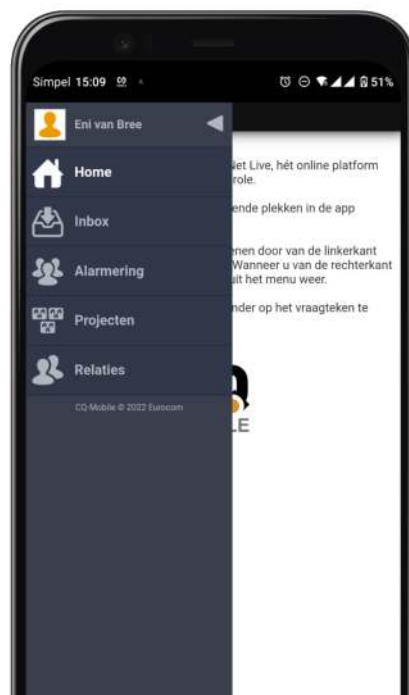 Simpel 15:09
51%
Eni van Bree
Home
Inbox
Alarmering
Projecten
Relaties
CQ-Mobile © 2022 Eurocom
Net Live, hét online platform
role.
ende plekken in de app
enen door van de linkerkant
Wanneer u van de rechterkant
uit het menu weer.
nder op het vraagteken te
LE